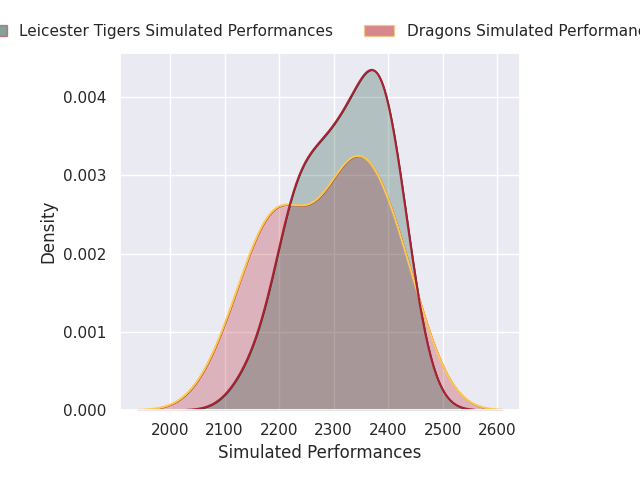 Leicester Tigers Simulated Performances Dragons Simulated
0.004
0.003
0.002
0.001
0.000
Density
2000 2100 2200 2300 2400 2500 2600
Simulated Performances